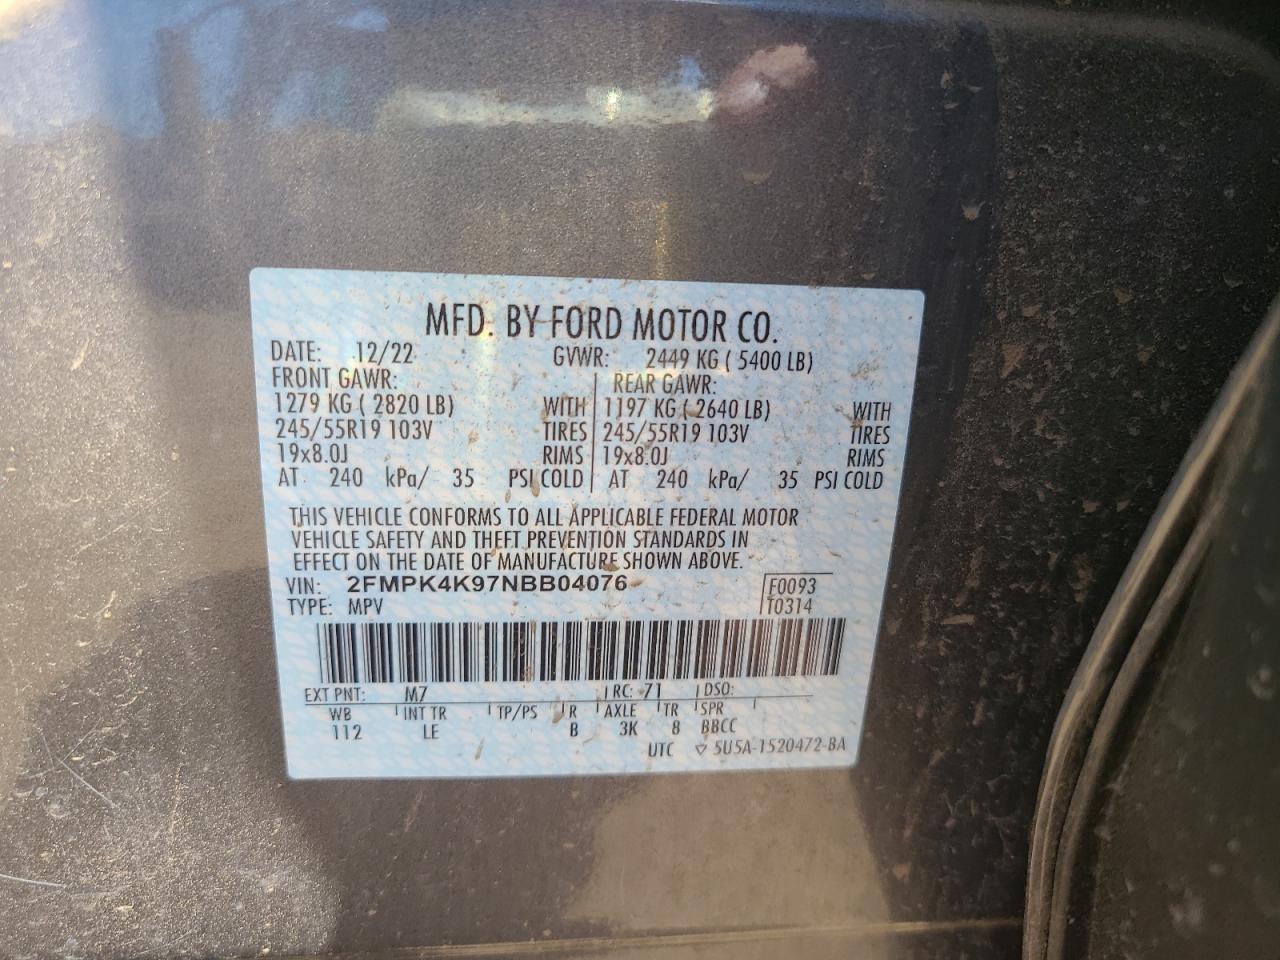 MFD. BY FORD MOTOR CO.
DATE: 12/22 GVWR: 2449 KG ( 5400 LB)
FRONT GAWR: REAR GAWR:
1279 KG ( 2820 LB) WITH 1197 KG ( 2640 LB) WITH
245/55R19 103V TIRES 245/55R19 103V TIRES
19x8.0J RIMS 19x8.0J RIMS
AT 240 kPa/ 35 PSI COLD AT 240 kPa/ 35 PSI COLD
THIS VEHICLE CONFORMS TO ALL APPLICABLE FEDERAL MOTOR
VEHICLE SAFETY AND THEFT PREVENTION STANDARDS IN
EFFECT ON THE DATE OF MANUFACTURE SHOWN ABOVE.
VIN: 2FMPK4K97NBB04076 F0093
TYPE: MPV T0314
EXT PNT: M7 RC: 71 DSO:
WB INT TR TP/PS R AXLE TR SPR
112 LE B 3K 8 BBCC
UTC ▽ 5U5A-1520472-BA